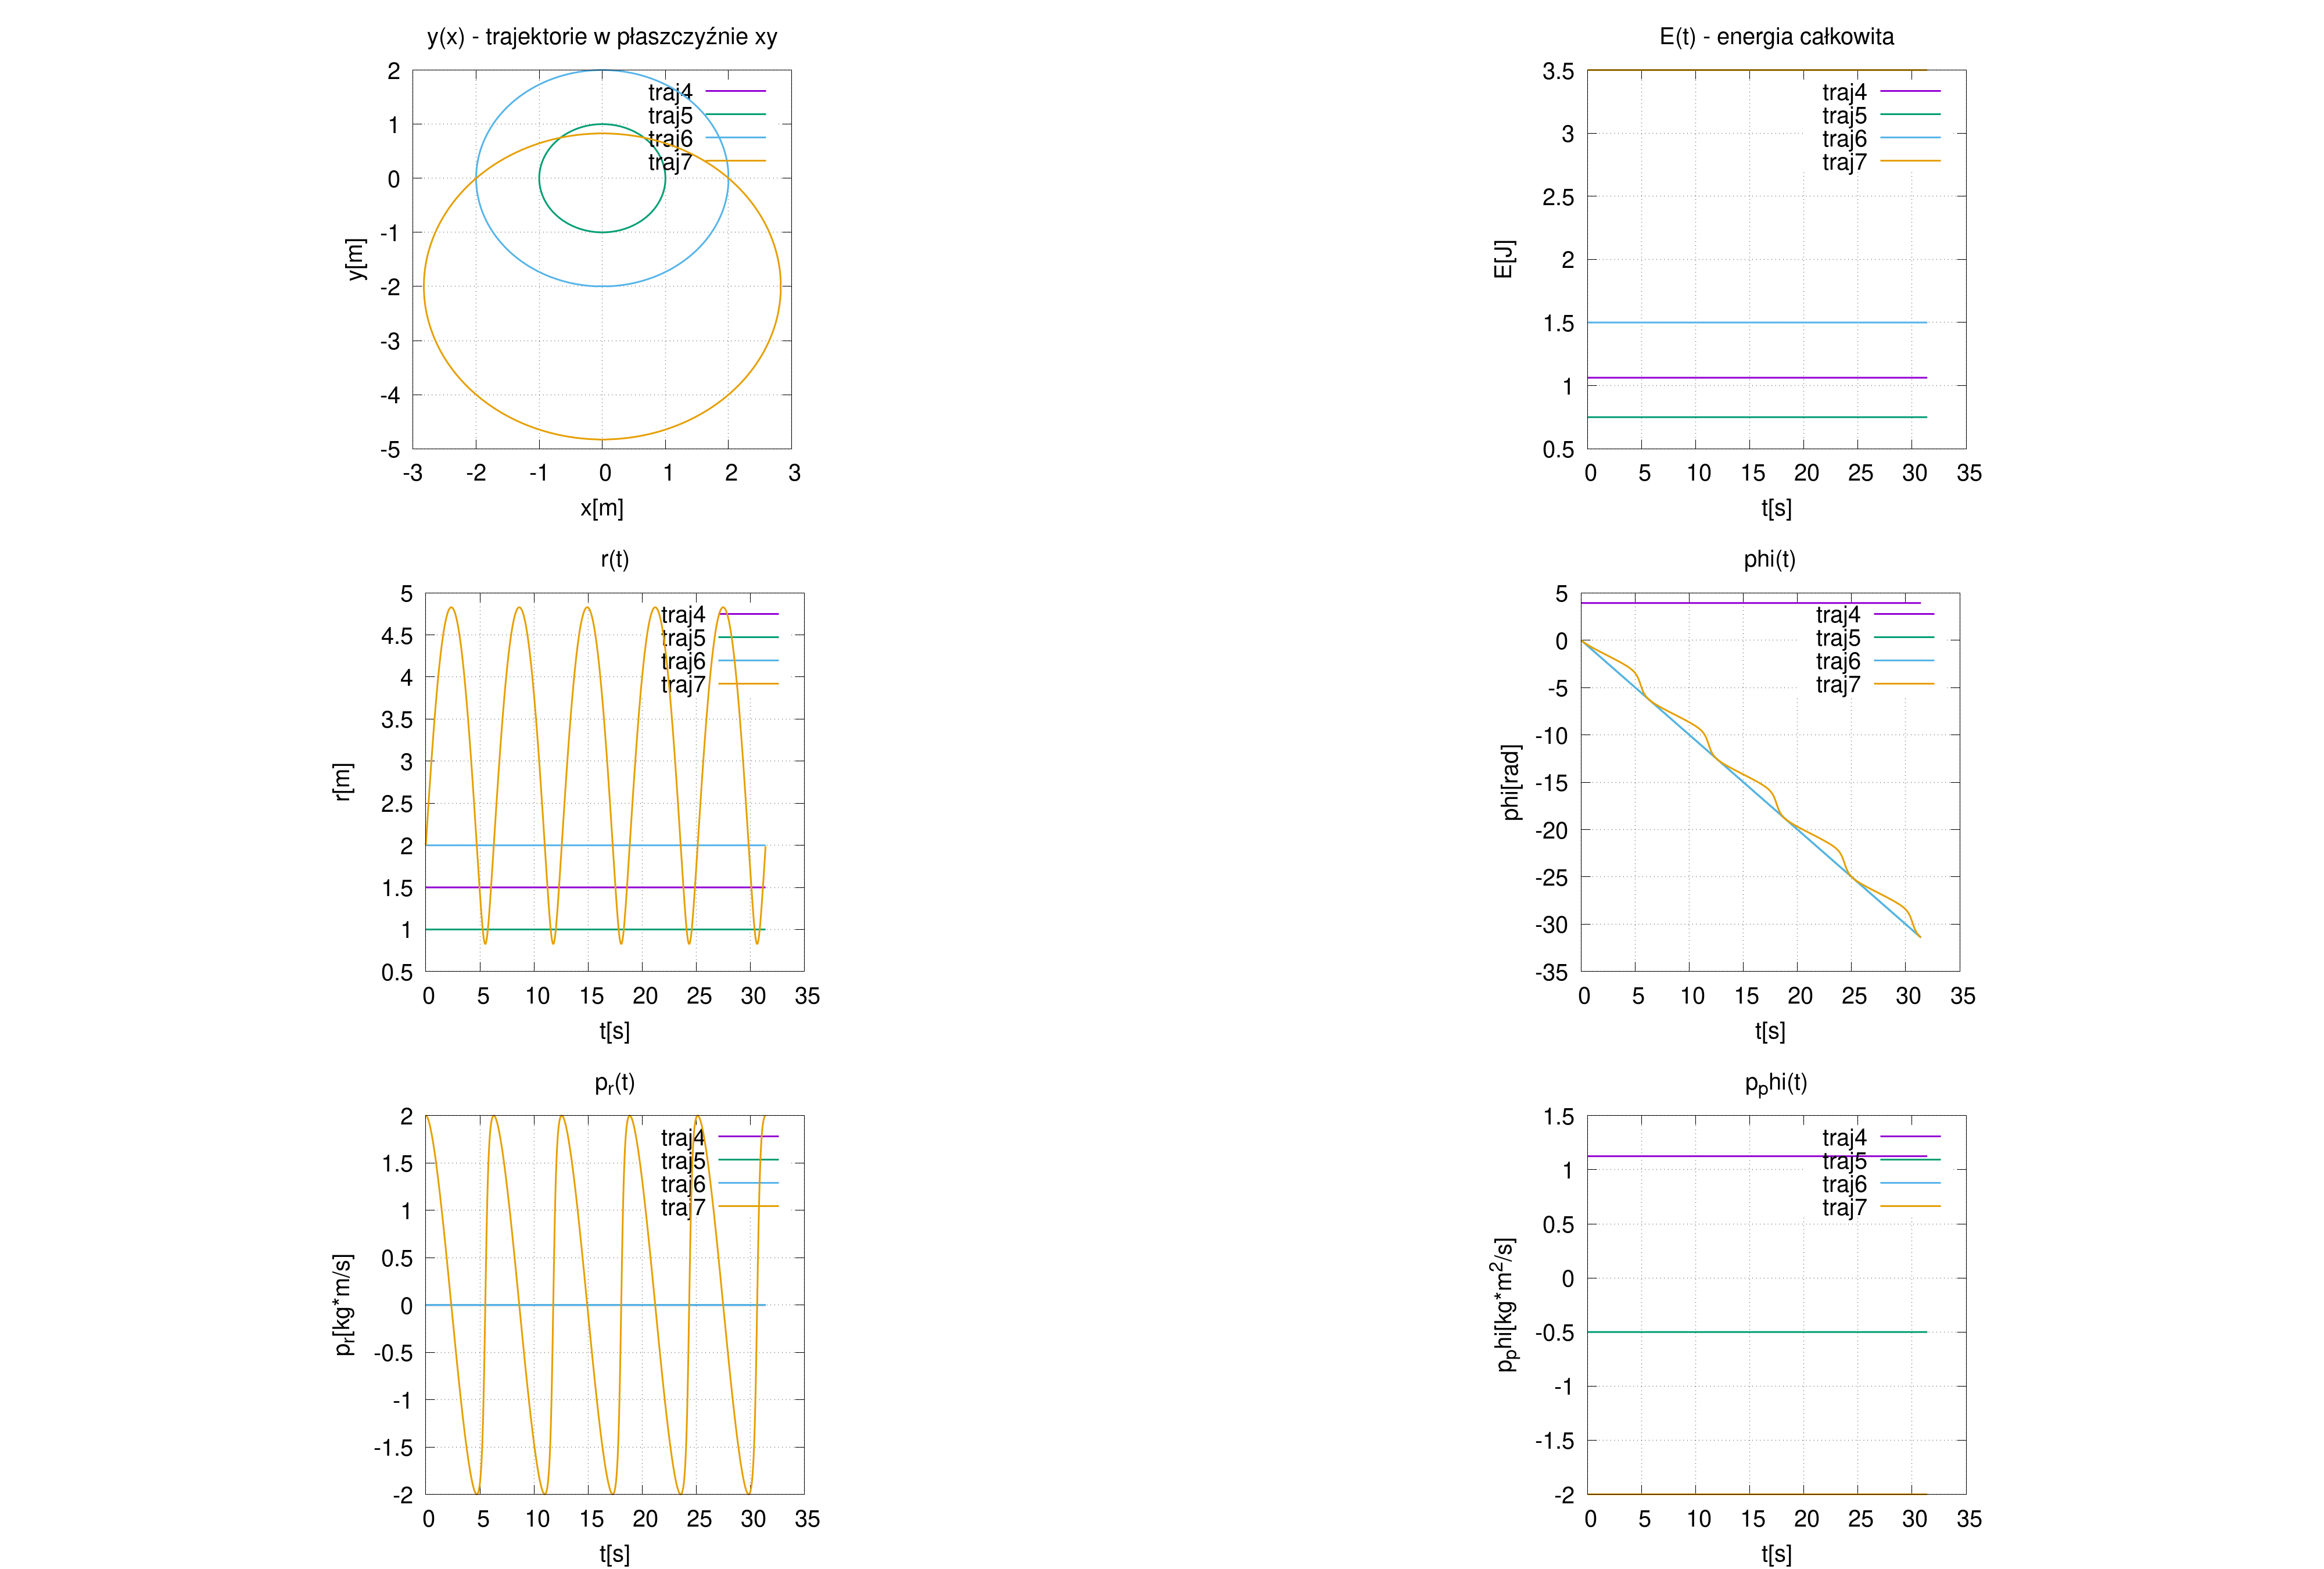 y(x) - trajektorie w płaszczyźnie xy
2
1
0
-1
-2
-3
-4
-5
-3 -2 -1 0 1 2 3
y[m]
x[m]
traj4
traj5
traj6
traj7
E(t) - energia całkowita
3.5
3
2.5
2
1.5
1
0.5
0 5 10 15 20 25 30 35
E[J]
t[s]
traj4
traj5
traj6
traj7
r(t)
5
4.5
4
3.5
3
2.5
2
1.5
1
0.5
0 5 10 15 20 25 30 35
r[m]
t[s]
traj4
traj5
traj6
traj7
phi(t)
5
0
-5
-10
-15
-20
-25
-30
-35
0 5 10 15 20 25 30 35
phi[rad]
t[s]
traj4
traj5
traj6
traj7
p_r(t)
2
1.5
1
0.5
0
-0.5
-1
-1.5
-2
0 5 10 15 20 25 30 35
p_r[kg*m/s]
t[s]
traj4
traj5
traj6
traj7
p_phi(t)
1.5
1
0.5
0
-0.5
-1
-1.5
-2
0 5 10 15 20 25 30 35
p_phi[kg*m²/s]
t[s]
traj4
traj5
traj6
traj7